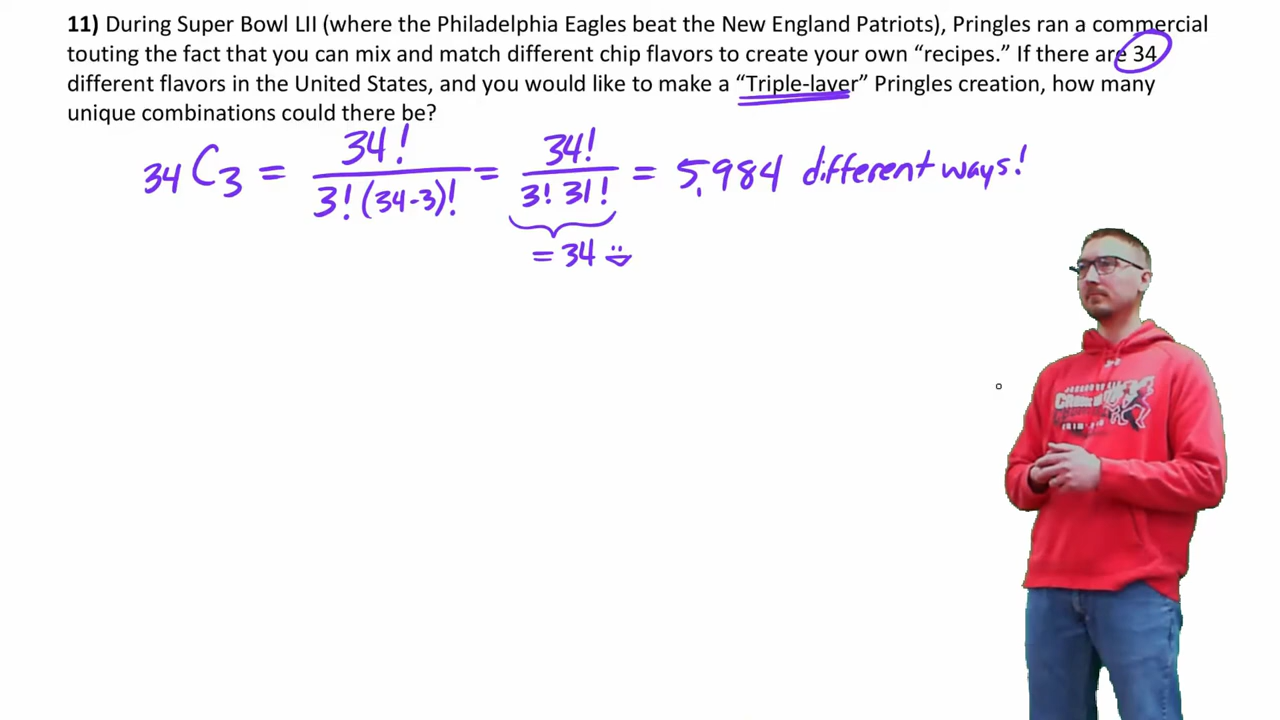 11) During Super Bowl LII (where the Philadelphia Eagles beat the New England Patriots), Pringles ran a commercial
touting the fact that you can mix and match different chip flavors to create your own “recipes.” If there are 34
different flavors in the United States, and you would like to make a “Triple-layer” Pringles creation, how many
unique combinations could there be?
34 C 3 = 34! / 3! (34-3)! = 34! / 3! 31! = 5,984 different ways!
= 34